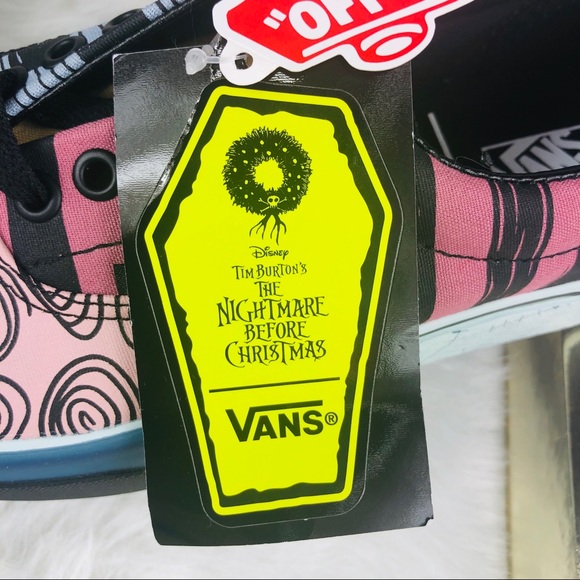 "OFF
Disney
TIM BURTON'S
THE
NIGHTMARE
BEFORE
CHRISTMAS
VANS®
VANS